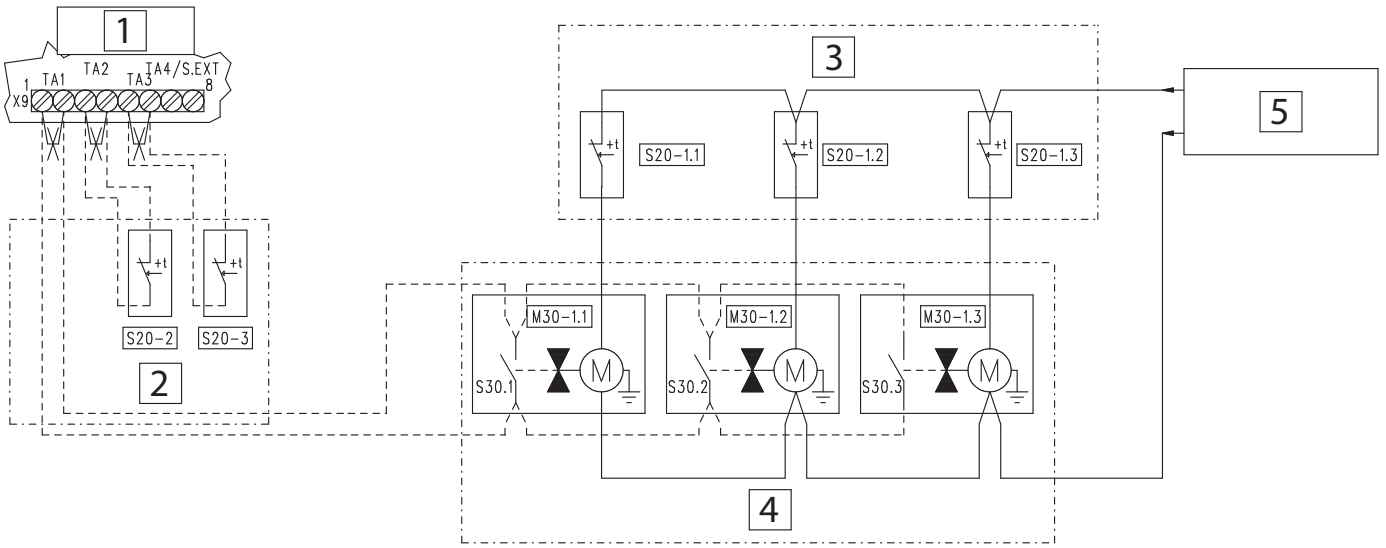 1
TA1 TA2 TA3 TA4/S.EXT
1 8
X9
3
+t S20-1.1
+t S20-1.2
+t S20-1.3
5
+t +t
S20-2 S20-3
2
M30-1.1 M30-1.2 M30-1.3
S30.1 M
S30.2 M
S30.3 M
4